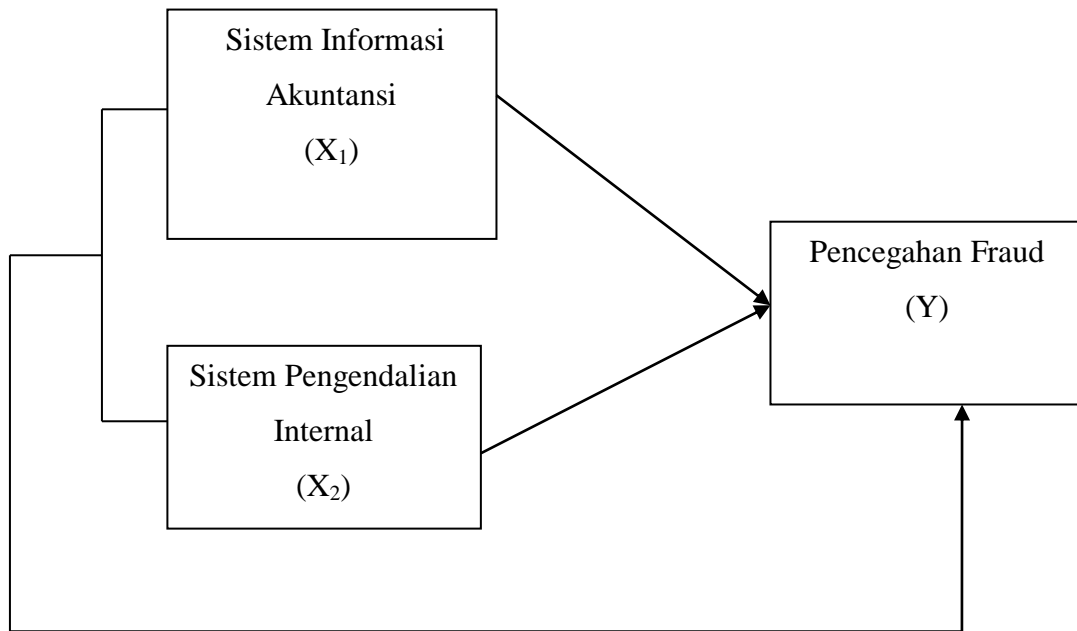 Sistem Informasi
Akuntansi
(X₁)
Pencegahan Fraud
(Y)
Sistem Pengendalian
Internal
(X₂)